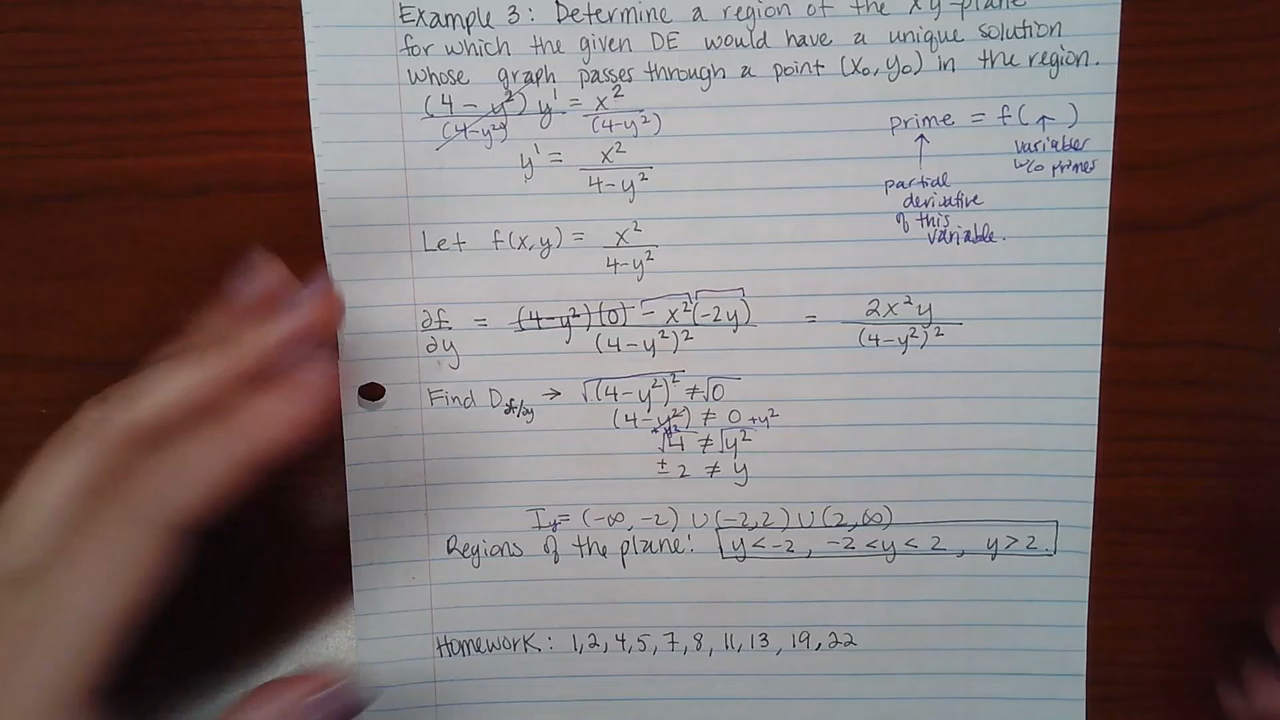 Example 3: Determine a region of the xy-plane
for which the given DE would have a unique solution
whose graph passes through a point (x₀, y₀) in the region.
(4 - y²) y' = x²
(4-y²) (4-y²)
y' = x²
4-y²
prime = f(↑)
variables
w/o primes
↑
partial
derivative
of this
variable.
Let f(x,y) = x²
4-y²
∂f = (4-y²)(0) - x²(-2y) = 2x²y
∂y (4-y²)² (4-y²)²
Find D∂f/∂y → √(4-y²)² ≠ √0
(4-y²) ≠ 0 +y²
+y²
√4 ≠ √y²
± 2 ≠ y
Iy = (-∞, -2) ∪ (-2,2) ∪ (2, ∞)
Regions of the plane: y<-2, -2<y<2, y>2.
Homework: 1,2,4,5,7,8,11,13,19,22